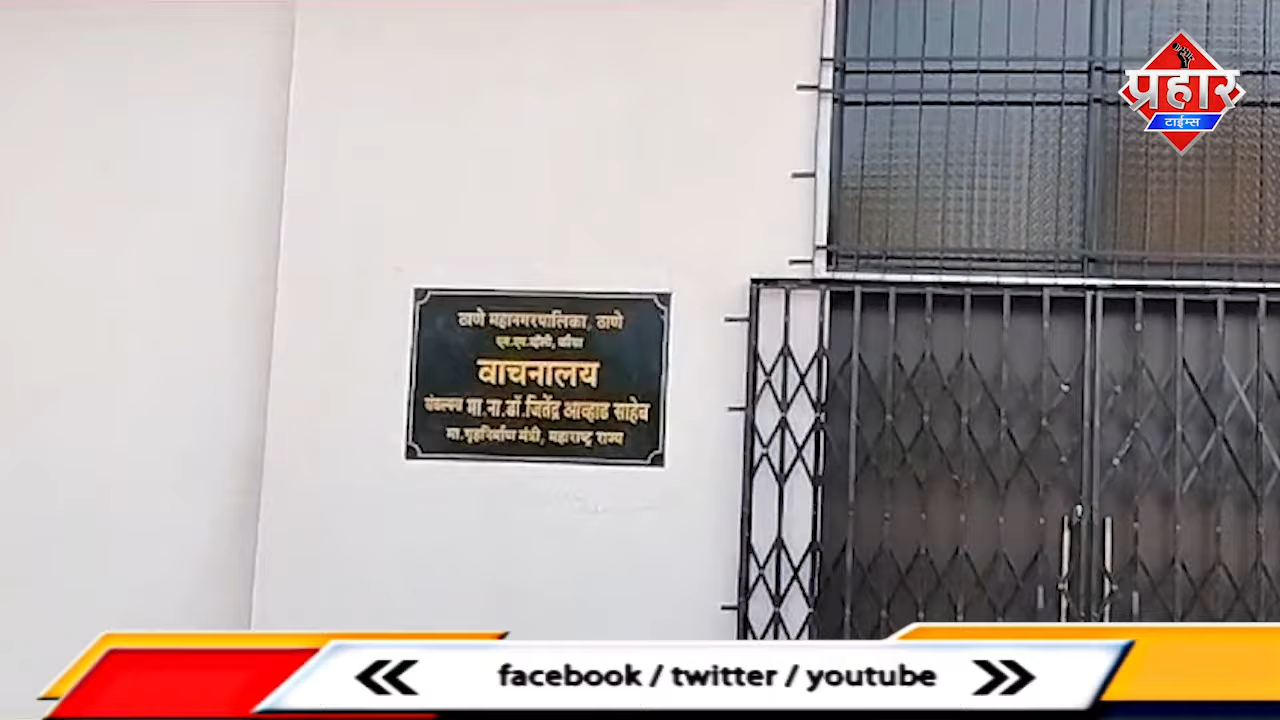 प्रहार
टाईम्स
ठाणे महानगरपालिका, ठाणे
वाचनालय
मा.ना.डॉ.जितेंद्र आव्हाड साहेब
मा.गृहनिर्माण मंत्री, महाराष्ट्र राज्य
facebook / twitter / youtube